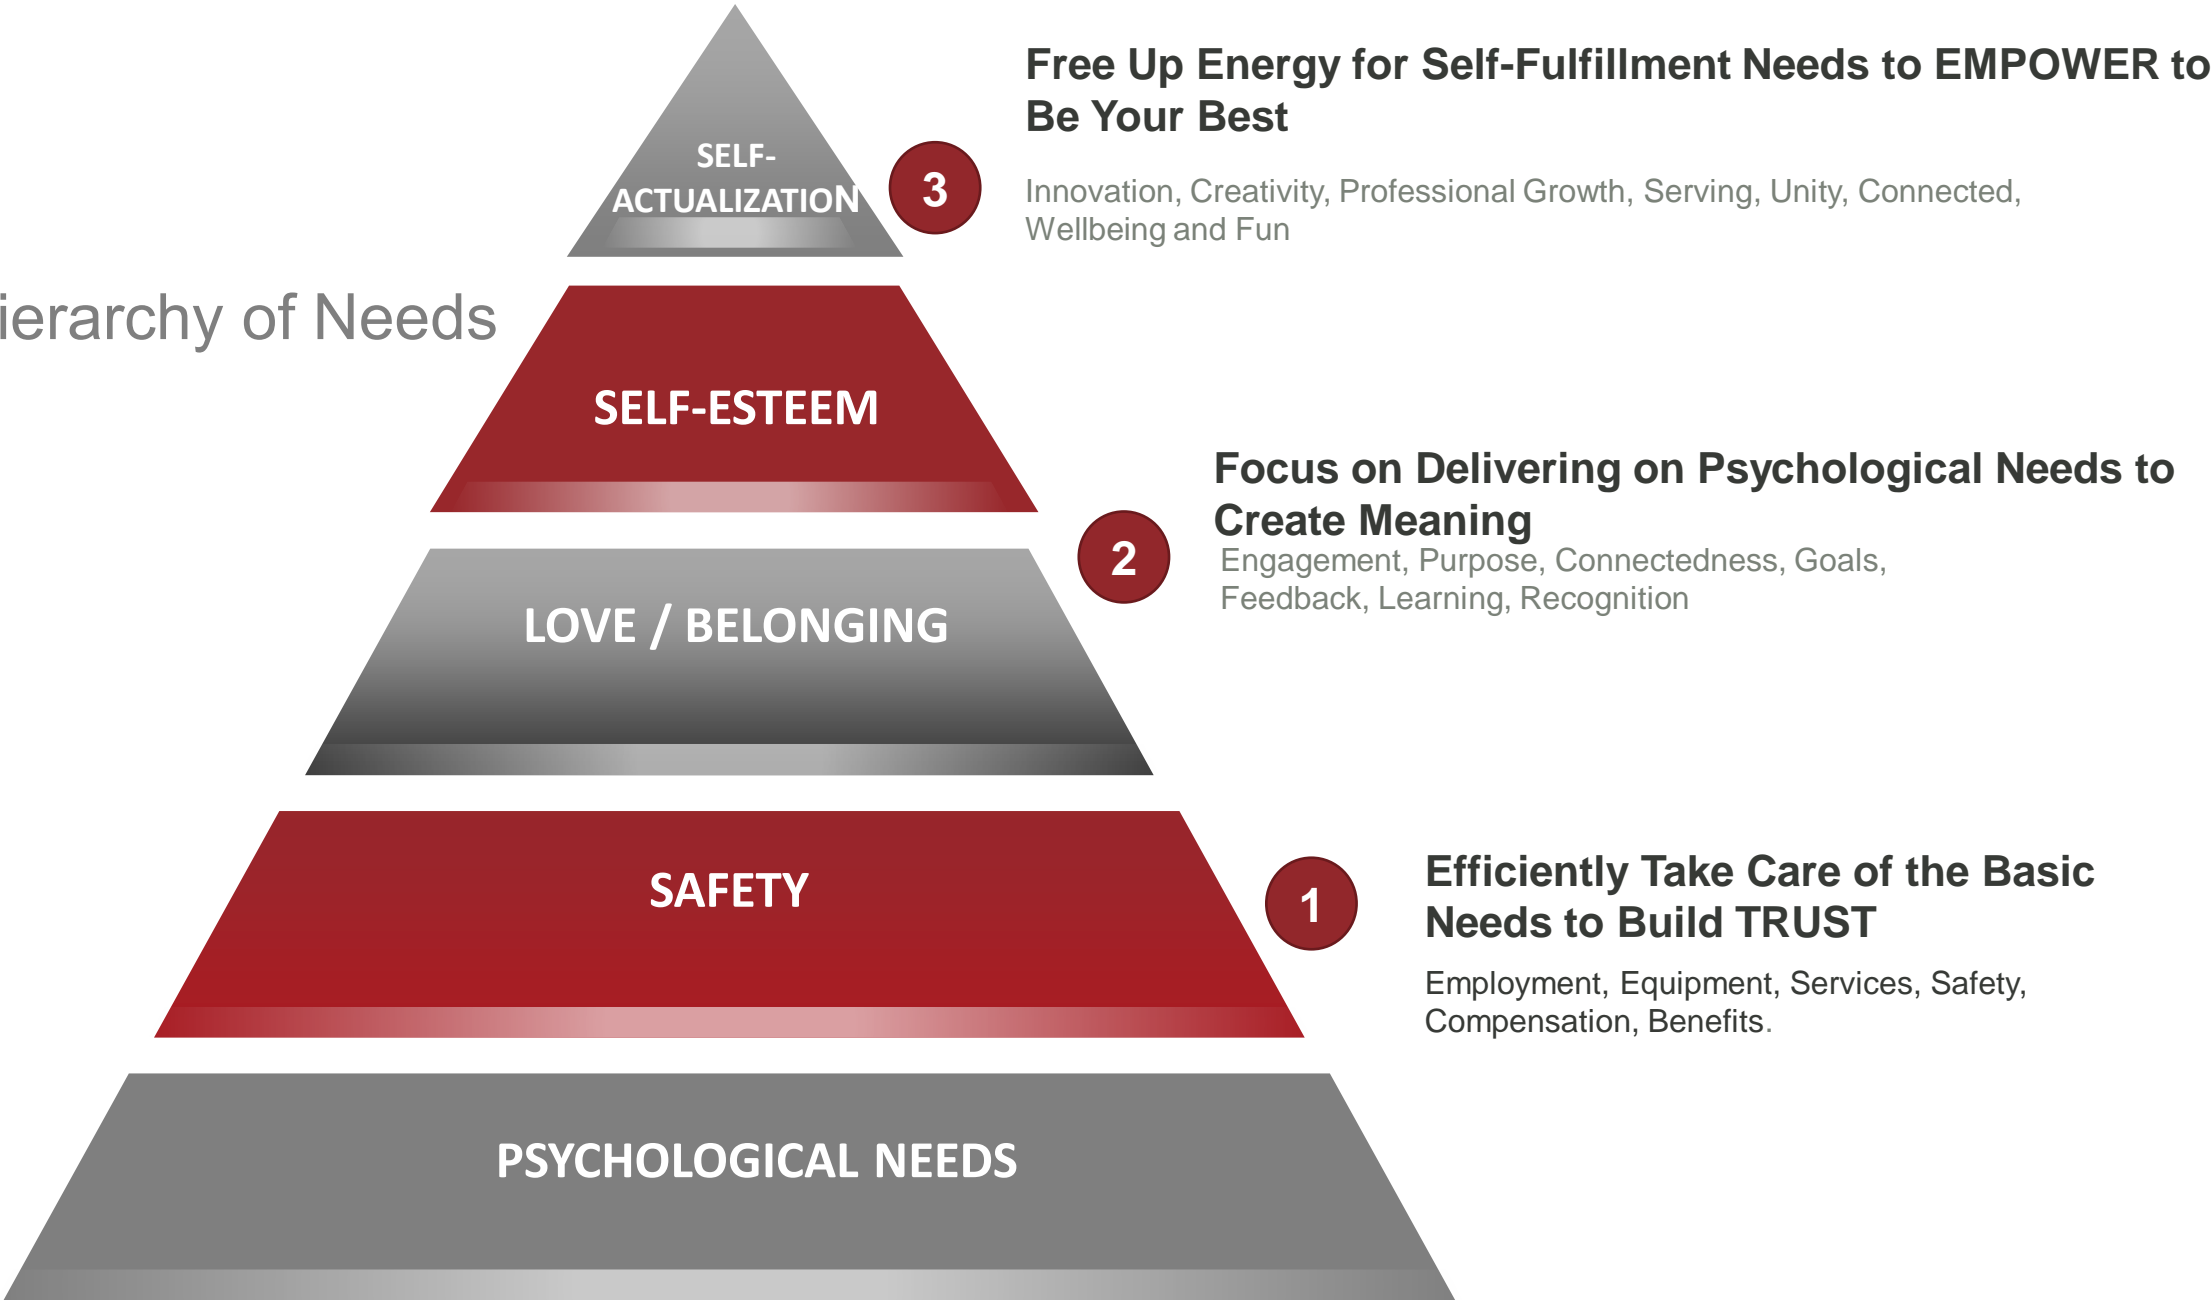 Free Up Energy for Self-Fulfillment Needs to EMPOWER to
Be Your Best
SELF-
ACTUALIZATION
3
Innovation, Creativity, Professional Growth, Serving, Unity, Connected,
Wellbeing and Fun
ierarchy of Needs
SELF-ESTEEM
Focus on Delivering on Psychological Needs to
Create Meaning
2
Engagement, Purpose, Connectedness, Goals,
Feedback, Learning, Recognition
LOVE / BELONGING
SAFETY
1
Efficiently Take Care of the Basic
Needs to Build TRUST
Employment, Equipment, Services, Safety,
Compensation, Benefits.
PSYCHOLOGICAL NEEDS